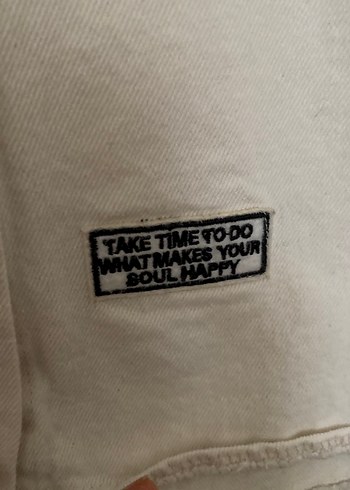 TAKE TIME TO DO
WHAT MAKES YOUR
SOUL HAPPY